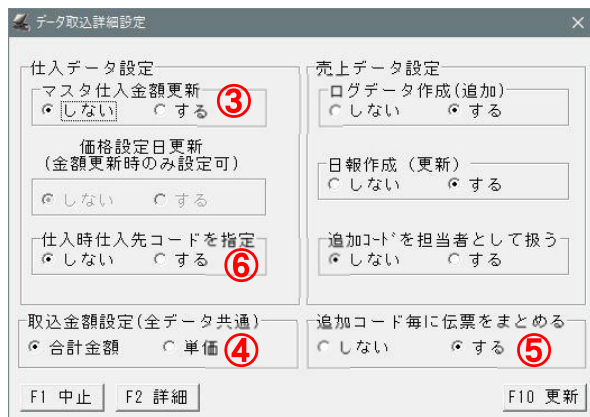 データ取込詳細設定
仕入データ設定
マスタ仕入金額更新
しない する ③
価格設定日更新
(金額更新時のみ設定可)
しない する
仕入時仕入先コードを指定
しない する ⑥
売上データ設定
ログデータ作成(追加)
しない する
日報作成(更新)
しない する
追加コードを担当者として扱う
しない する
取込金額設定(全データ共通)
合計金額 単価 ④
追加コード毎に伝票をまとめる
しない する ⑤
F1 中止 F2 詳細 F10 更新